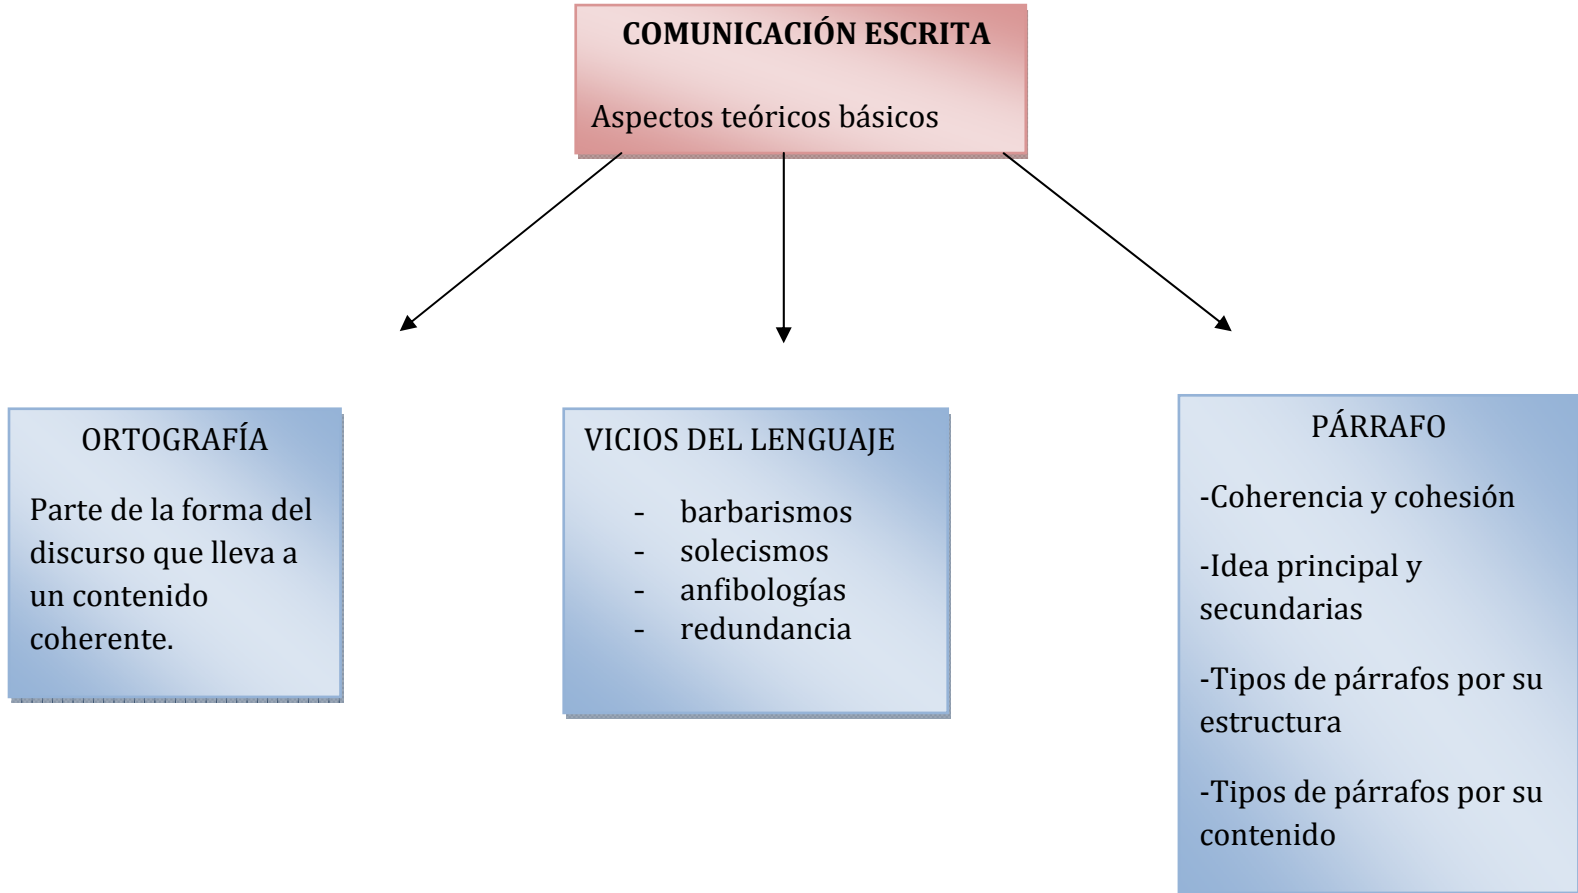 COMUNICACIÓN ESCRITA
Aspectos teóricos básicos
ORTOGRAFÍA
Parte de la forma del
discurso que lleva a
un contenido
coherente.
VICIOS DEL LENGUAJE
- barbarismos
- solecismos
- anfibologías
- redundancia
PÁRRAFO
-Coherencia y cohesión
-Idea principal y
secundarias
-Tipos de párrafos por su
estructura
-Tipos de párrafos por su
contenido